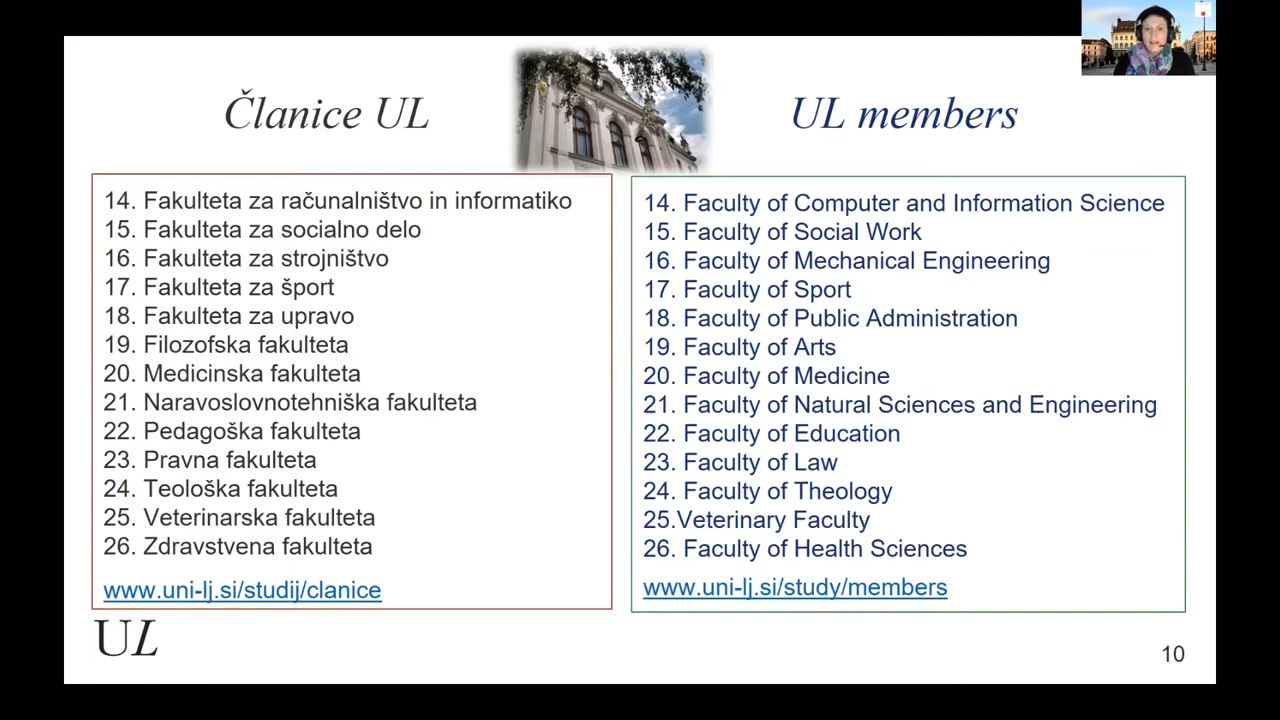 Članice UL
14. Fakulteta za računalništvo in informatiko
15. Fakulteta za socialno delo
16. Fakulteta za strojništvo
17. Fakulteta za šport
18. Fakulteta za upravo
19. Filozofska fakulteta
20. Medicinska fakulteta
21. Naravoslovnotehniška fakulteta
22. Pedagoška fakulteta
23. Pravna fakulteta
24. Teološka fakulteta
25. Veterinarska fakulteta
26. Zdravstvena fakulteta
www.uni-lj.si/studij/clanice
UL members
14. Faculty of Computer and Information Science
15. Faculty of Social Work
16. Faculty of Mechanical Engineering
17. Faculty of Sport
18. Faculty of Public Administration
19. Faculty of Arts
20. Faculty of Medicine
21. Faculty of Natural Sciences and Engineering
22. Faculty of Education
23. Faculty of Law
24. Faculty of Theology
25.Veterinary Faculty
26. Faculty of Health Sciences
www.uni-lj.si/study/members
UL
10